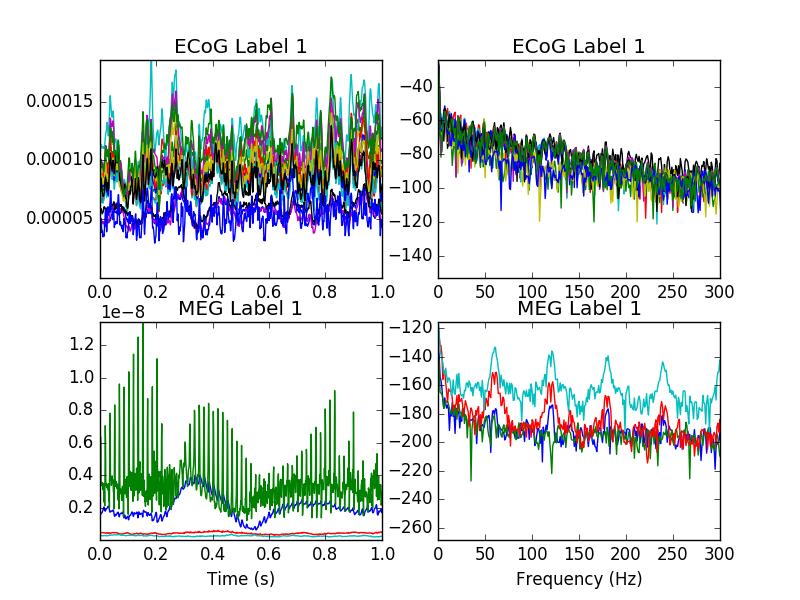 ECoG Label 1
ECoG Label 1
0.00015
0.00010
0.00005
0.0 0.2 0.4 0.6 0.8 1.0
−40
−60
−80
−100
−120
−140
0 50 100 150 200 250 300
MEG Label 1
MEG Label 1
1e−8
1.2
1.0
0.8
0.6
0.4
0.2
0.0 0.2 0.4 0.6 0.8 1.0
Time (s)
−120
−140
−160
−180
−200
−220
−240
−260
0 50 100 150 200 250 300
Frequency (Hz)